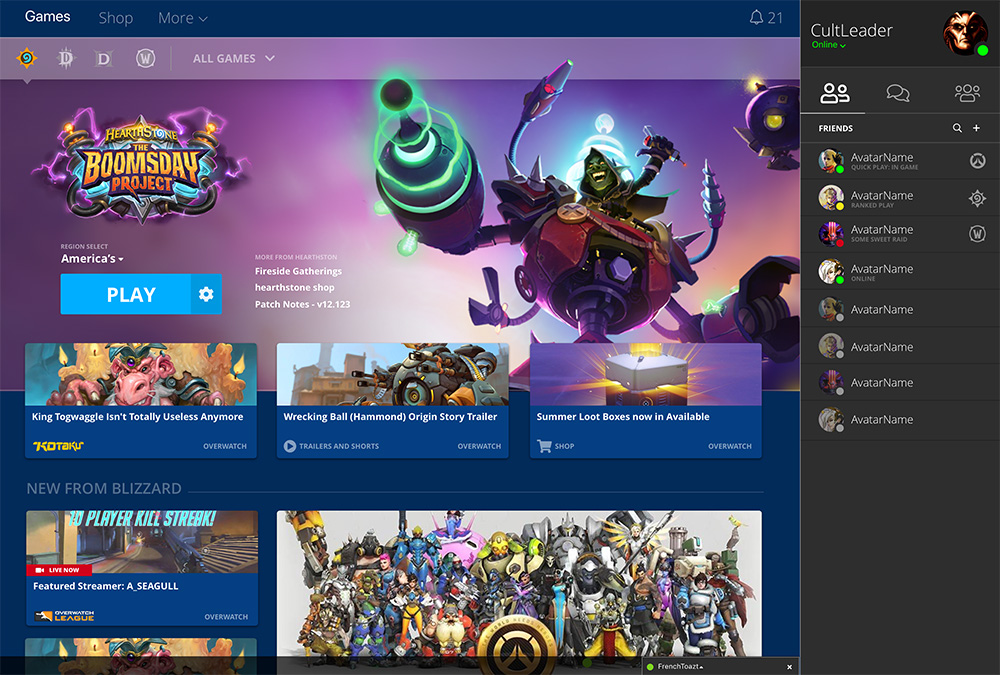 Games Shop More 21
ALL GAMES
HEARTHSTONE
THE
BOOMSDAY
PROJECT
REGION SELECT
America's
PLAY
MORE FROM HEARTHSTON
Fireside Gatherings
hearthstone shop
Patch Notes - v12.123
King Togwaggle Isn't Totally Useless Anymore
KOTAKU OVERWATCH
Wrecking Ball (Hammond) Origin Story Trailer
TRAILERS AND SHORTS OVERWATCH
Summer Loot Boxes now in Available
SHOP OVERWATCH
NEW FROM BLIZZARD
10 PLAYER KILL STREAK!
LIVE NOW
Featured Streamer: A_SEAGULL
OVERWATCH
LEAGUE
OVERWATCH
CultLeader
Online
FRIENDS
AvatarName
QUICK PLAY: IN GAME
AvatarName
RANKED PLAY
AvatarName
SOME SWEET RAID
AvatarName
ONLINE
AvatarName
AvatarName
AvatarName
AvatarName
FrenchToazt